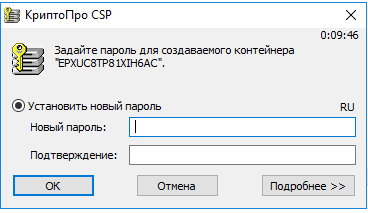 КриптоПро CSP
0:09:46
Задайте пароль для создаваемого контейнера
"EPXUC8TP81XIH6AC".
Установить новый пароль
RU
Новый пароль:
Подтверждение:
ОК
Отмена
Подробнее >>